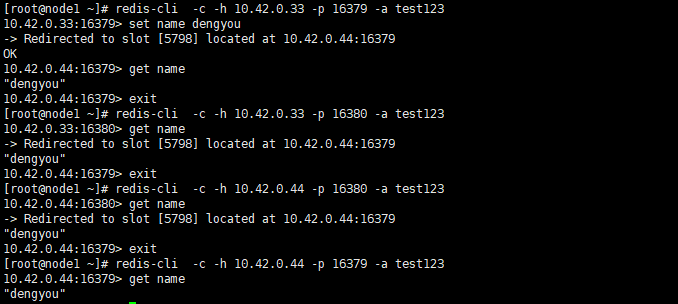 [root@node1 ~]# redis-cli  -c -h 10.42.0.33 -p 16379 -a test123
10.42.0.33:16379> set name dengyou
-> Redirected to slot [5798] located at 10.42.0.44:16379
OK
10.42.0.44:16379> get name
"dengyou"
10.42.0.44:16379> exit
[root@node1 ~]# redis-cli  -c -h 10.42.0.33 -p 16380 -a test123
10.42.0.33:16380> get name
-> Redirected to slot [5798] located at 10.42.0.44:16379
"dengyou"
10.42.0.44:16379> exit
[root@node1 ~]# redis-cli  -c -h 10.42.0.44 -p 16380 -a test123
10.42.0.44:16380> get name
-> Redirected to slot [5798] located at 10.42.0.44:16379
"dengyou"
10.42.0.44:16379> exit
[root@node1 ~]# redis-cli  -c -h 10.42.0.44 -p 16379 -a test123
10.42.0.44:16379> get name
"dengyou"